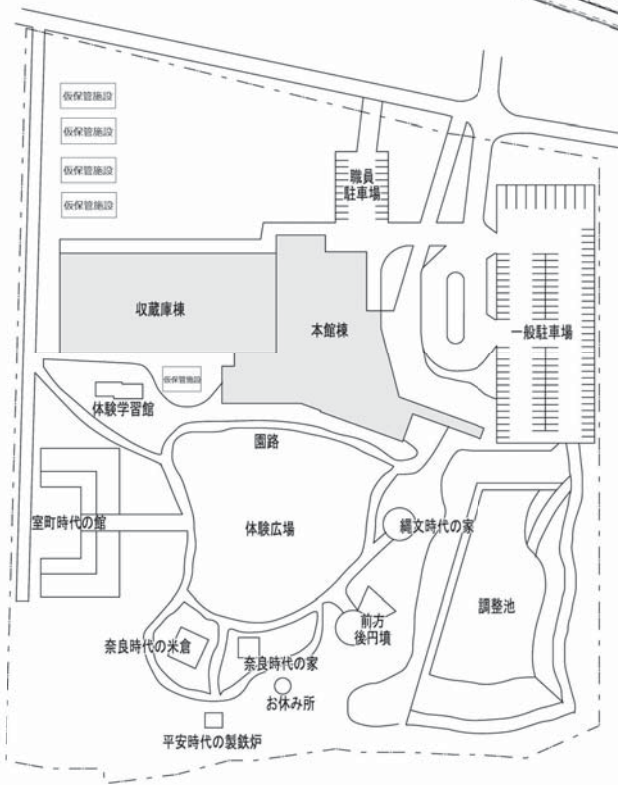 仮保管施設
仮保管施設
仮保管施設
仮保管施設
職員
駐車場
収蔵庫棟
本館棟
一般駐車場
仮保管施設
体験学習館
園路
室町時代の館
体験広場
縄文時代の家
調整池
前方
後円墳
奈良時代の米倉
奈良時代の家
お休み所
平安時代の製鉄炉